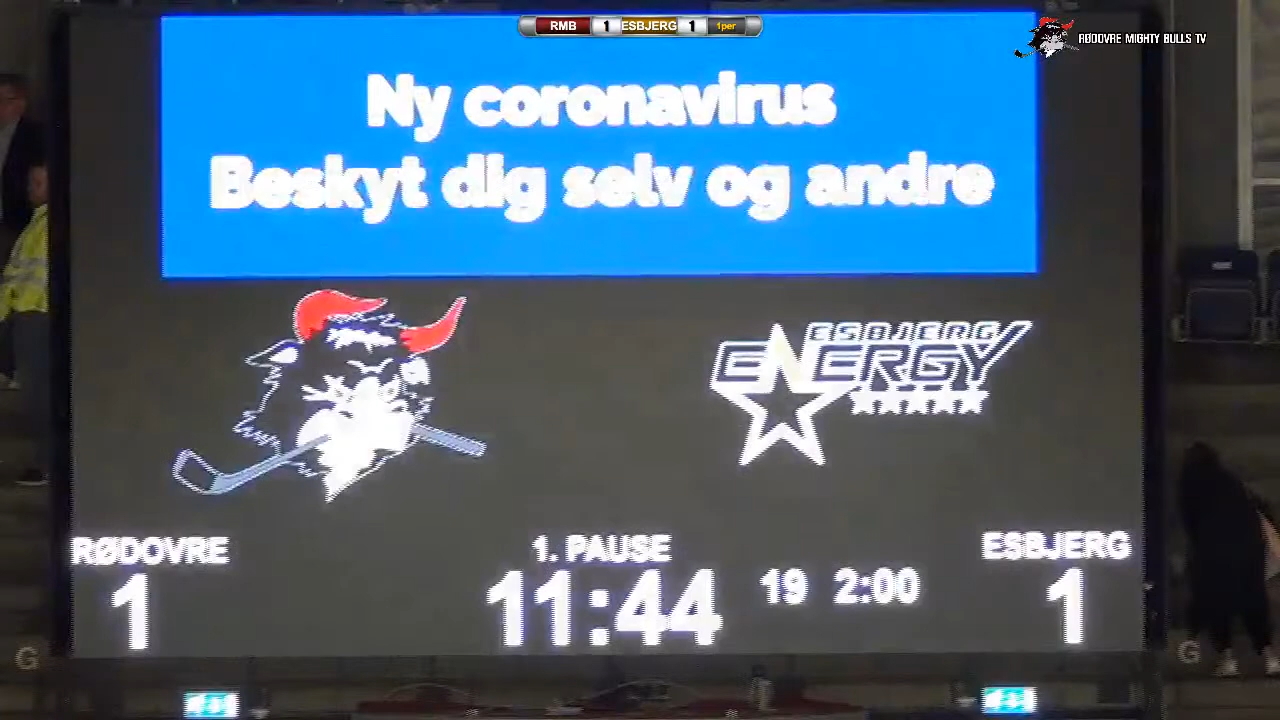 RMB 1 ESBJERG 1 1per
RØDOVRE MIGHTY BULLS TV
Ny coronavirus
Beskyt dig selv og andre
ESBJERG
ENERGY
RØDOVRE
1. PAUSE
ESBJERG
1
11:44
19 2:00
1
G
G